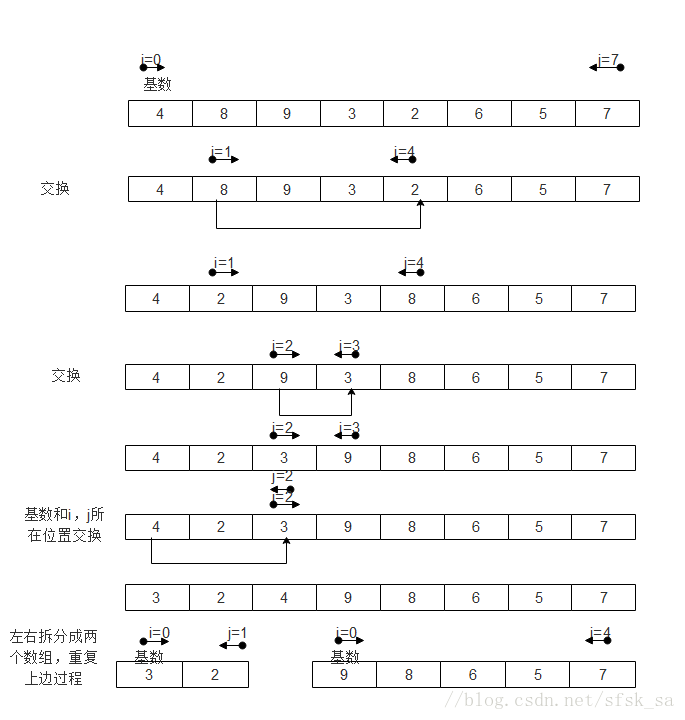 i=0 j=7
基数
4 8 9 3 2 6 5 7
i=1 j=4
交换 4 8 9 3 2 6 5 7
i=1 j=4
4 2 9 3 8 6 5 7
i=2 j=3
交换 4 2 9 3 8 6 5 7
i=2 j=3
4 2 3 9 8 6 5 7
j=2
i=2
基数和i，j所
在位置交换
4 2 3 9 8 6 5 7
3 2 4 9 8 6 5 7
左右拆分成两
个数组，重复
上边过程
i=0 j=1 i=0 j=4
基数 基数
3 2 9 8 6 5 7
//blog.csdn.net/sfsk_sa